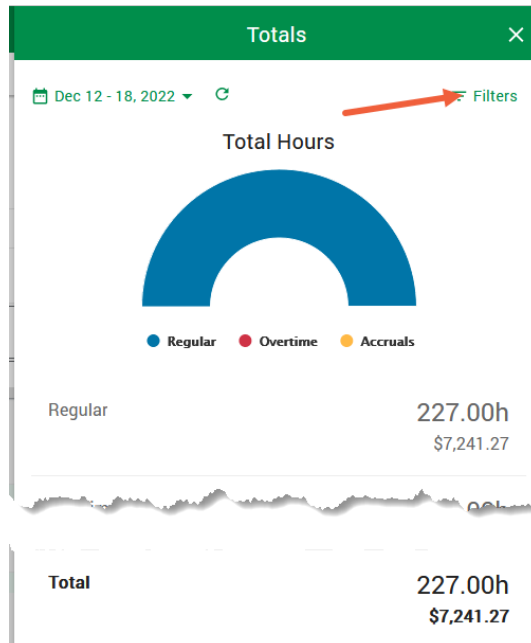 Totals
Dec 12 - 18, 2022
Filters
Total Hours
Regular Overtime Accruals
Regular 227.00h
$7,241.27
Total 227.00h
$7,241.27